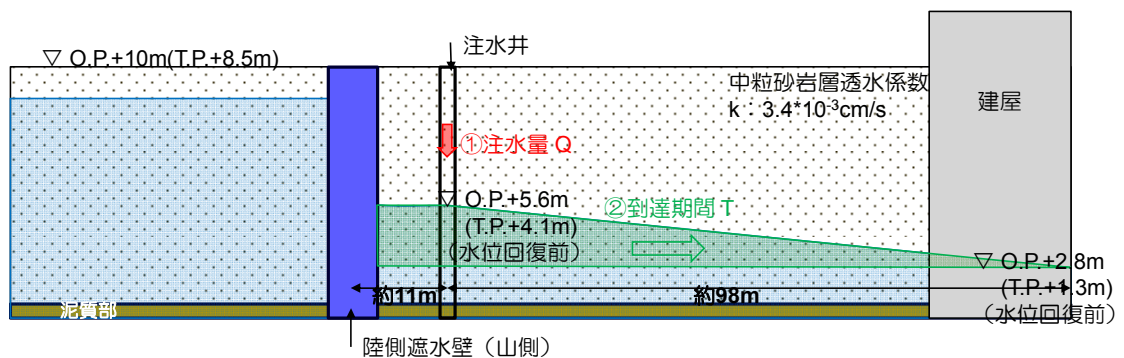 ▽ O.P.+10m(T.P.+8.5m)
注水井
中粒砂岩層透水係数
k：3.4*10-3cm/s
建屋
①注水量 Q
▽ O.P.+5.6m
(T.P.+4.1m)
（水位回復前）
②到達期間 T
▽ O.P.+2.8m
(T.P.+1.3m)
（水位回復前）
約11m
約98m
泥質部
陸側遮水壁（山側）